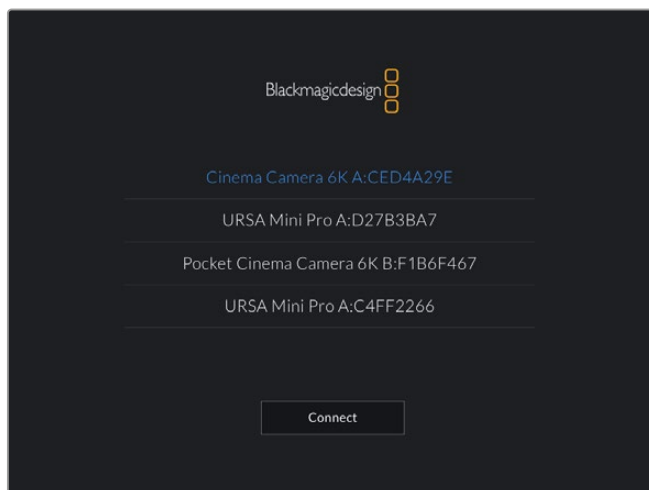 Blackmagicdesign
Cinema Camera 6K A:CED4A29E
URSA Mini Pro A:D27B3BA7
Pocket Cinema Camera 6K B:F1B6F467
URSA Mini Pro A:C4FF2266
Connect